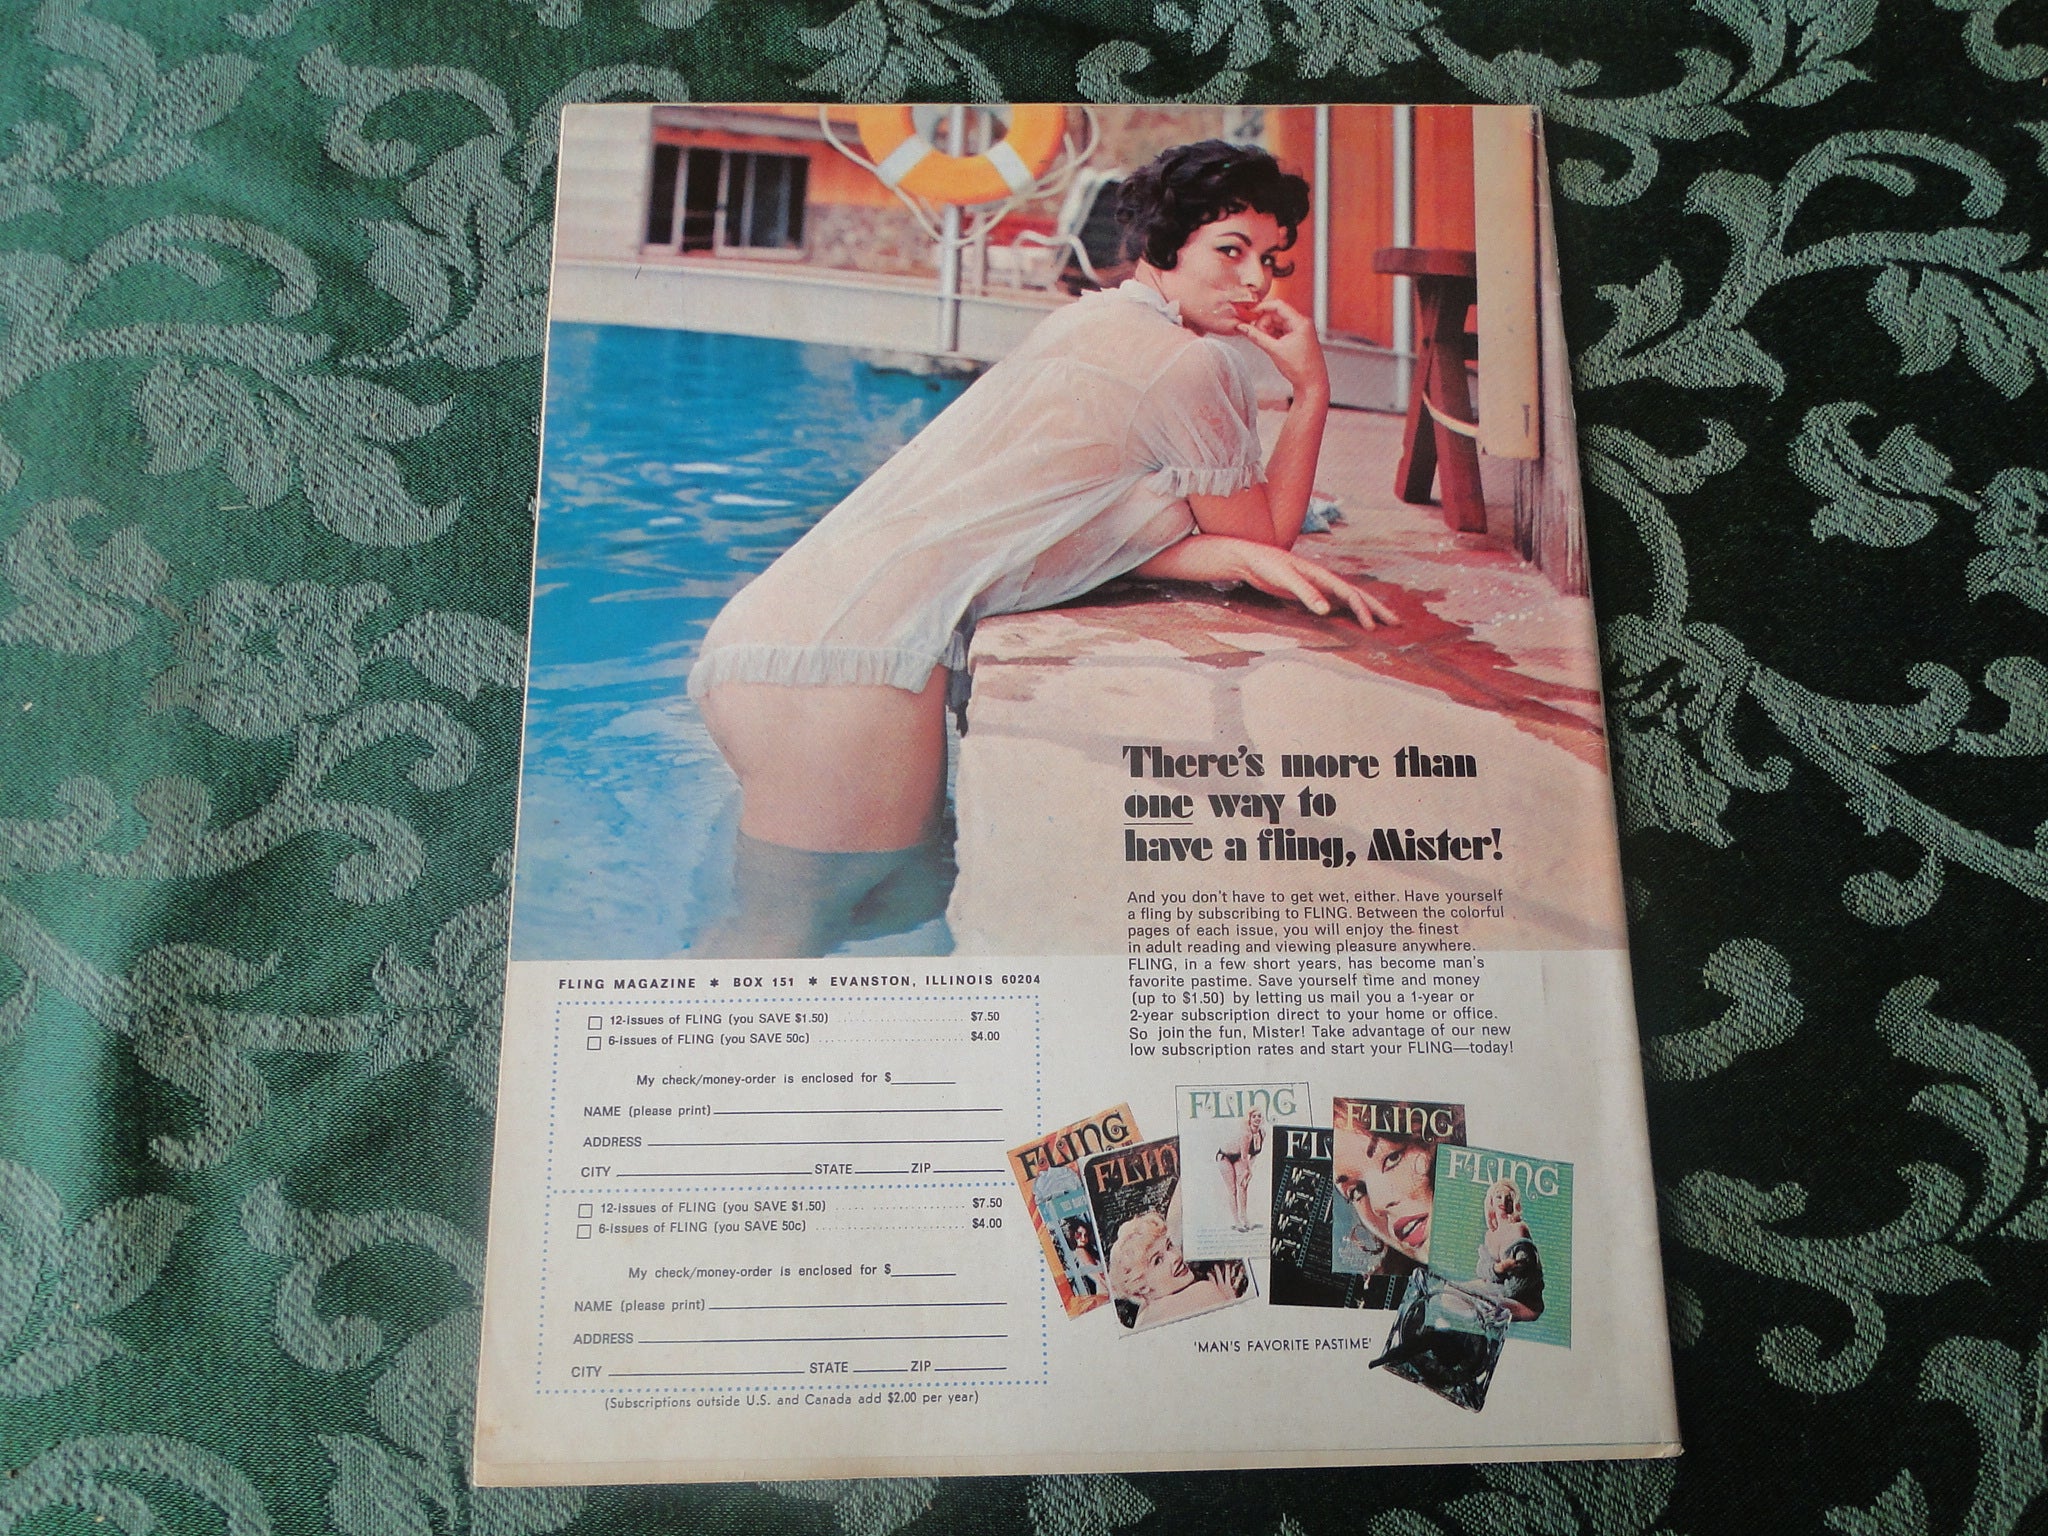 There's more than
one way to
have a fling, Mister!
And you don't have to get wet, either. Have yourself
a fling by subscribing to FLING. Between the colorful
pages of each issue, you will enjoy the finest
in adult reading and viewing pleasure anywhere.
FLING, in a few short years, has become man's
favorite pastime. Save yourself time and money
(up to $1.50) by letting us mail you a 1-year or
2-year subscription direct to your home or office.
So join the fun, Mister! Take advantage of our new
low subscription rates and start your FLING—today!
FLING MAGAZINE * BOX 151 * EVANSTON, ILLINOIS 60204
12-issues of FLING (you SAVE $1.50) $7.50
6-issues of FLING (you SAVE 50c) $4.00
My check/money-order is enclosed for $
NAME (please print)
ADDRESS
CITY STATE ZIP
12-issues of FLING (you SAVE $1.50) $7.50
6-issues of FLING (you SAVE 50c) $4.00
My check/money-order is enclosed for $
NAME (please print)
ADDRESS
CITY STATE ZIP
(Subscriptions outside U.S. and Canada add $2.00 per year)
FLING
FLIN
FLING
FL
FLING
FLING
'MAN'S FAVORITE PASTIME'